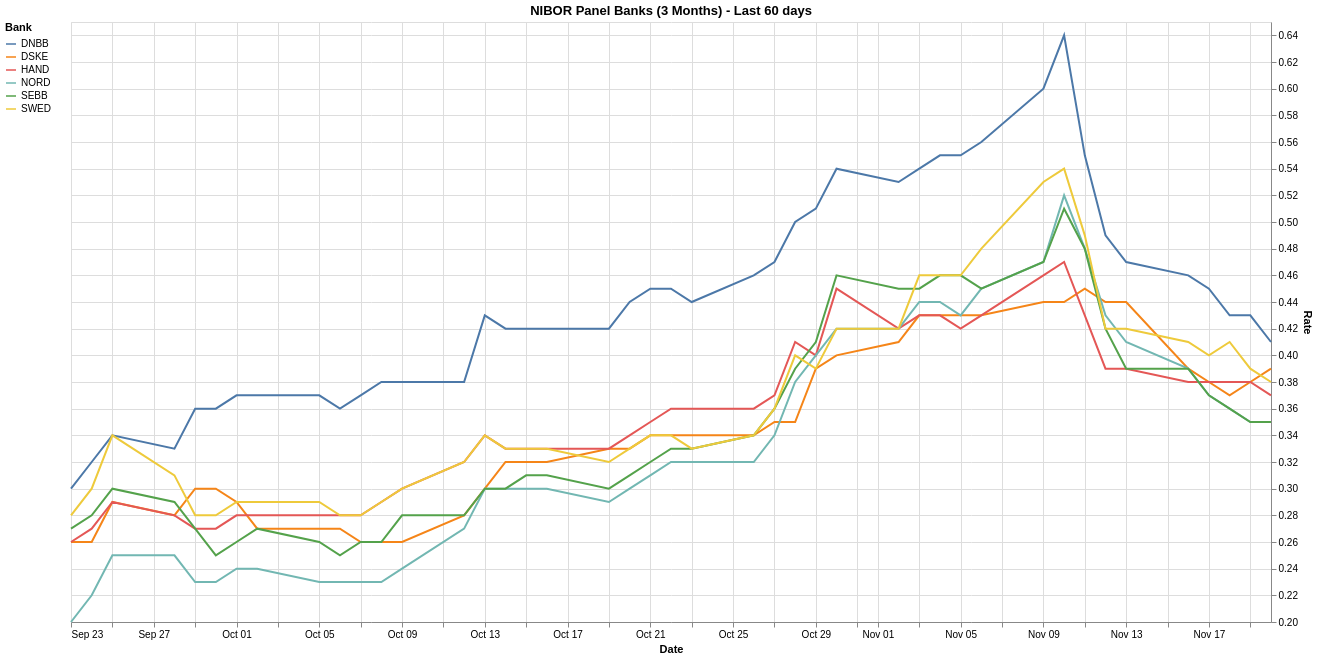 NIBOR Panel Banks (3 Months) - Last 60 days
Bank
DNBB
DSKE
HAND
NORD
SEBB
SWED
0.64
0.62
0.60
0.58
0.56
0.54
0.52
0.50
0.48
0.46
0.44
0.42
0.40
0.38
0.36
0.34
0.32
0.30
0.28
0.26
0.24
0.22
0.20
Rate
Sep 23 Sep 27 Oct 01 Oct 05 Oct 09 Oct 13 Oct 17 Oct 21 Oct 25 Oct 29 Nov 01 Nov 05 Nov 09 Nov 13 Nov 17
Date